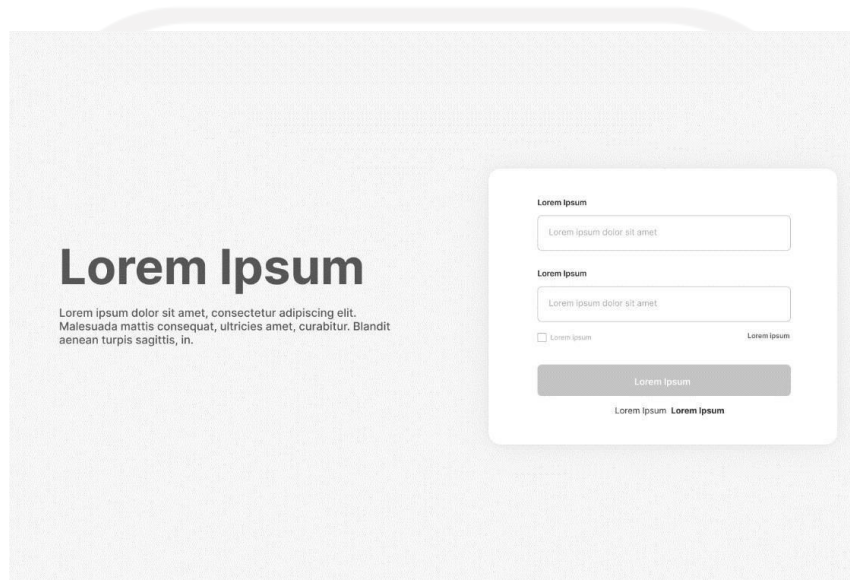 Lorem Ipsum
Lorem ipsum dolor sit amet, consectetur adipiscing elit.
Malesuada mattis consequat, ultricies amet, curabitur. Blandit
aenean turpis sagittis, in.
Lorem Ipsum
Lorem ipsum dolor sit amet
Lorem Ipsum
Lorem ipsum dolor sit amet
Lorem Ipsum Lorem Ipsum
Lorem Ipsum
Lorem Ipsum Lorem Ipsum